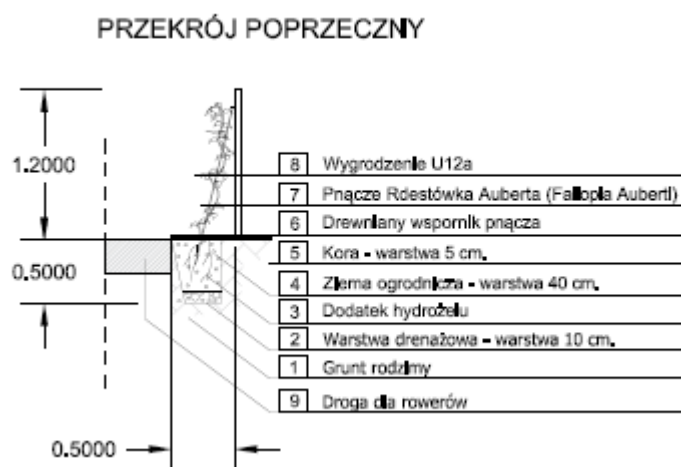 PRZEKRÓJ POPRZECZNY
1.2000
8 Wygrodzenie U12a
7 Pnącze Rdestówka Auberta (Fallopia Auberti)
6 Drewniany wspornik pnącza
0.5000
5 Kora - warstwa 5 cm.
4 Ziema ogrodnicza - warstwa 40 cm.
3 Dodatek hydrożelu
2 Warstwa drenażowa - warstwa 10 cm.
1 Grunt rodzimy
9 Droga dla rowerów
0.5000